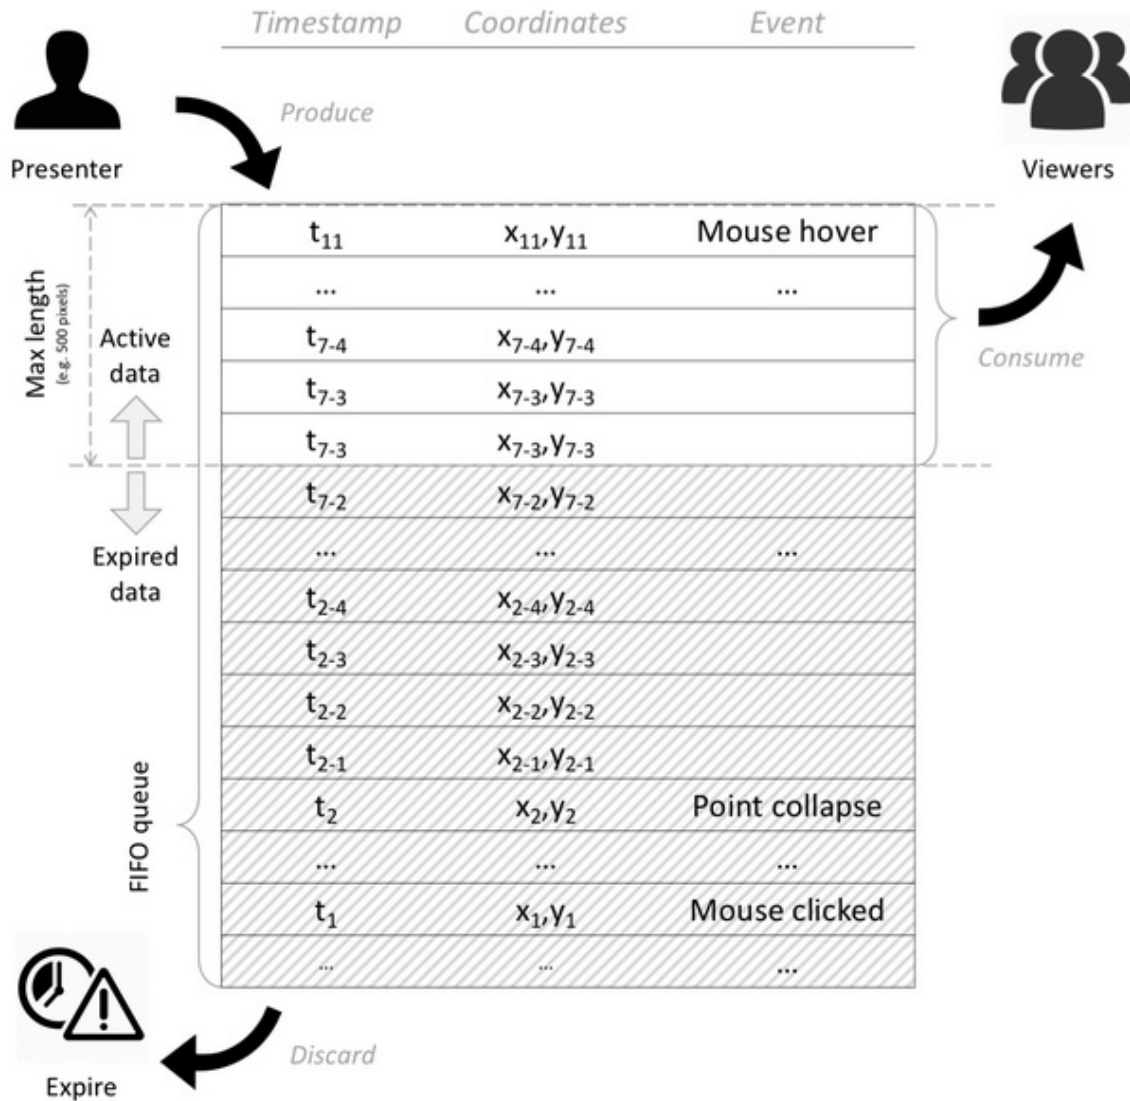 Timestamp Coordinates Event
Produce
Presenter
Viewers
t11 x11,y11 Mouse hover
... ... ...
Max length
(e.g. 500 pixels)
Active
data
t7-4 x7-4,y7-4
Consume
t7-3 x7-3,y7-3
t7-3 x7-3,y7-3
t7-2 x7-2,y7-2
Expired
data
... ... ...
t2-4 x2-4,y2-4
t2-3 x2-3,y2-3
t2-2 x2-2,y2-2
t2-1 x2-1,y2-1
FIFO queue
t2 x2,y2 Point collapse
... ... ...
t1 x1,y1 Mouse clicked
... ... ...
Discard
Expire